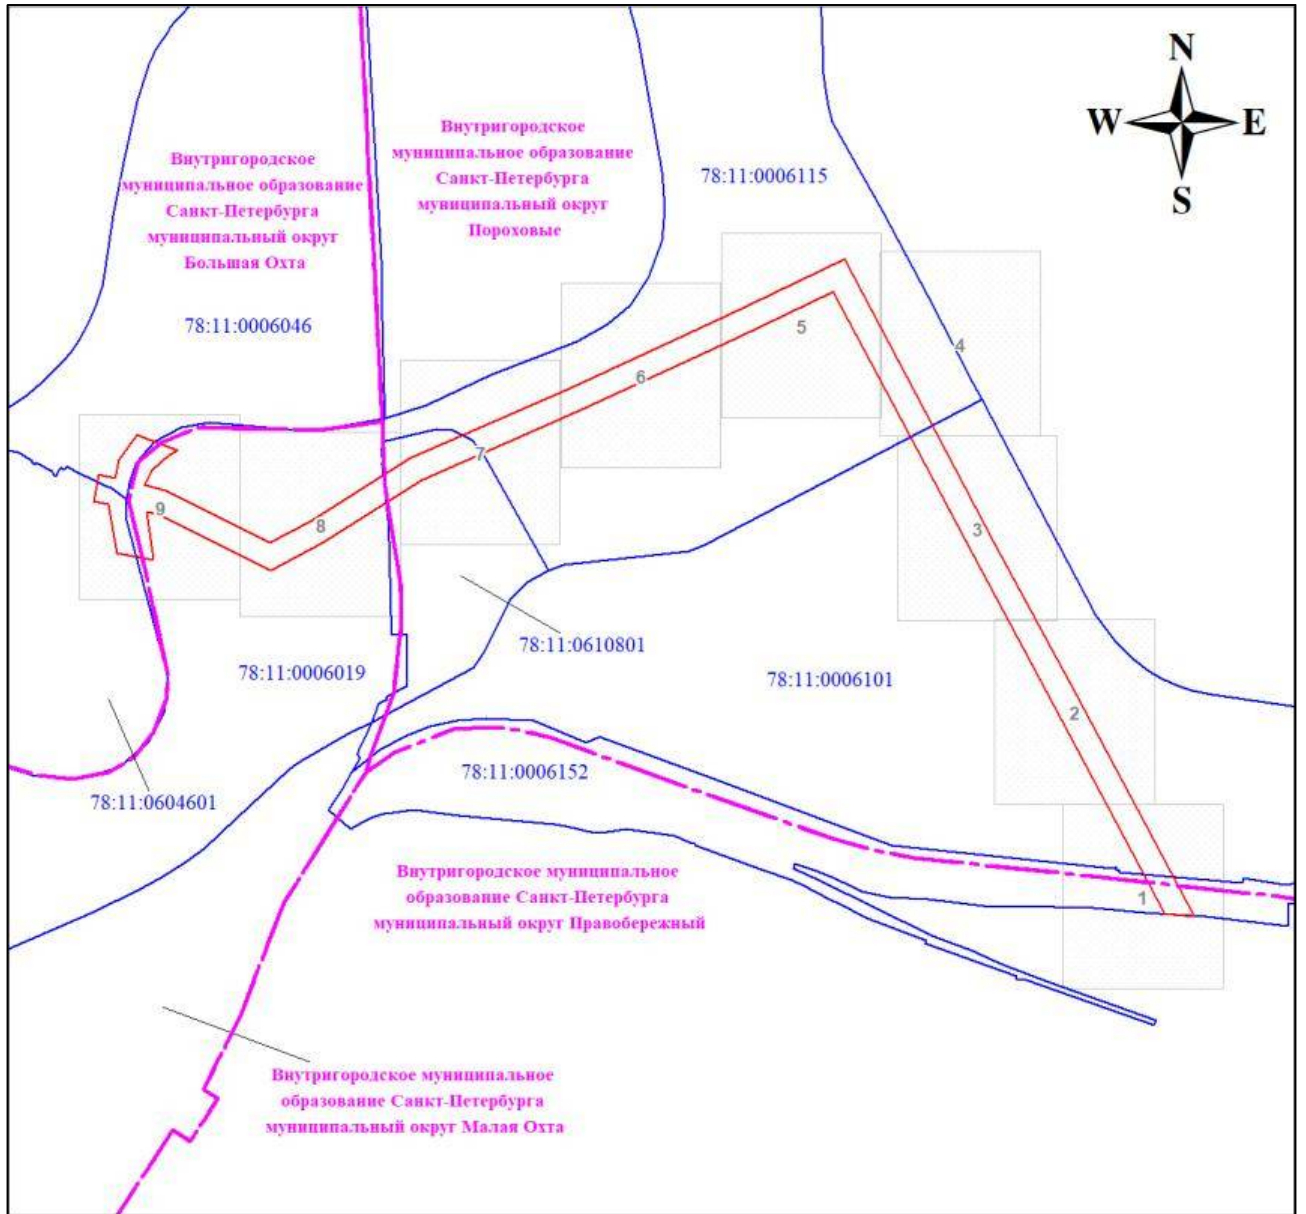 N
W E
S
Внутригородское
муниципальное образование
Санкт-Петербурга
муниципальный округ
Пороховые
Внутригородское
муниципальное образование
Санкт-Петербурга
муниципальный округ
Большая Охта
78:11:0006115
78:11:0006046
5
4
6
7
9
8
3
78:11:0610801
78:11:0006019
78:11:0006101
2
78:11:0006152
78:11:0604601
Внутригородское муниципальное
образование Санкт-Петербурга
муниципальный округ Правобережный
1
Внутригородское муниципальное
образование Санкт-Петербурга
муниципальный округ Малая Охта